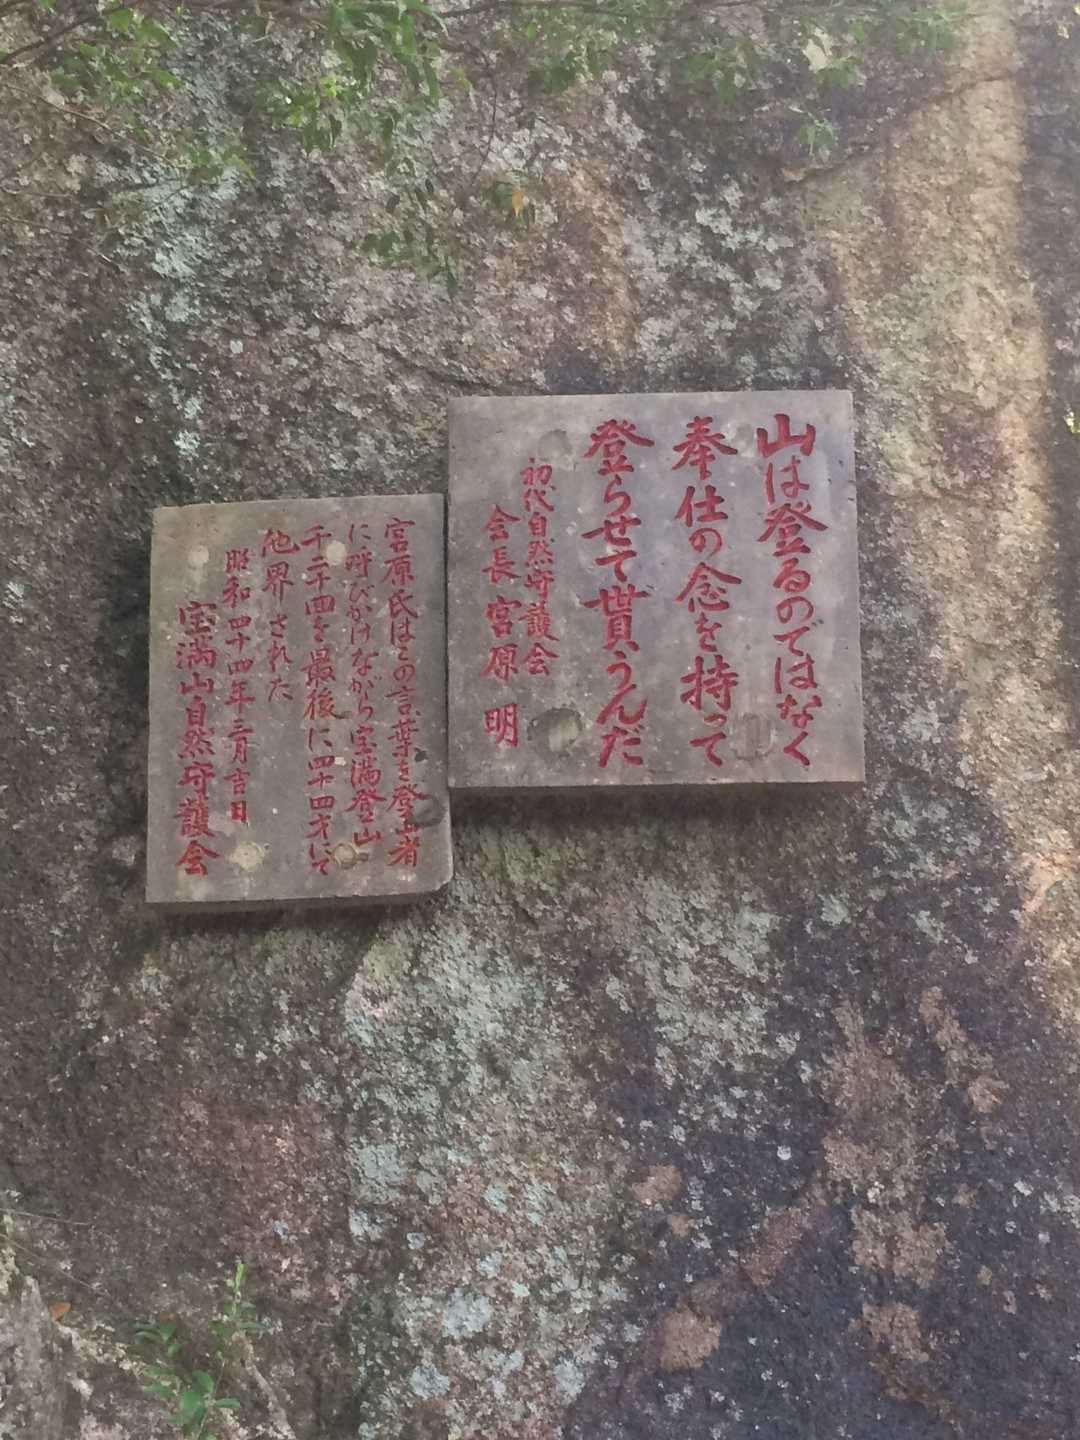 山は登るのではなく
奉仕の念を持って
登らせて貰うんだ
初代自然守護会
会長 宮原 明
宮原氏はこの言葉を登山者
に呼びかけながら宝満登山
千二十四を最後に四十四才にて
他界された
昭和四十四年三月吉日
宝満山自然守護会